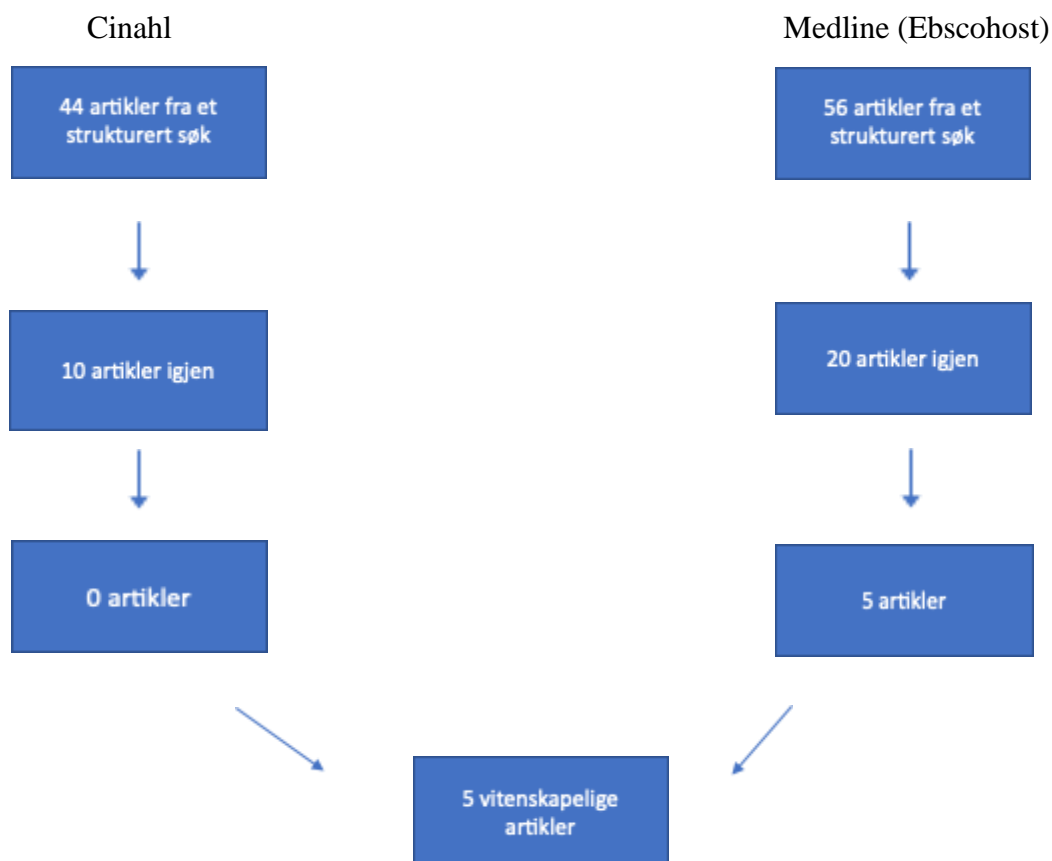 Cinahl
Medline (Ebscohost)
44 artikler fra et
strukturert søk
56 artikler fra et
strukturert søk
10 artikler igjen
20 artikler igjen
0 artikler
5 artikler
5 vitenskapelige
artikler